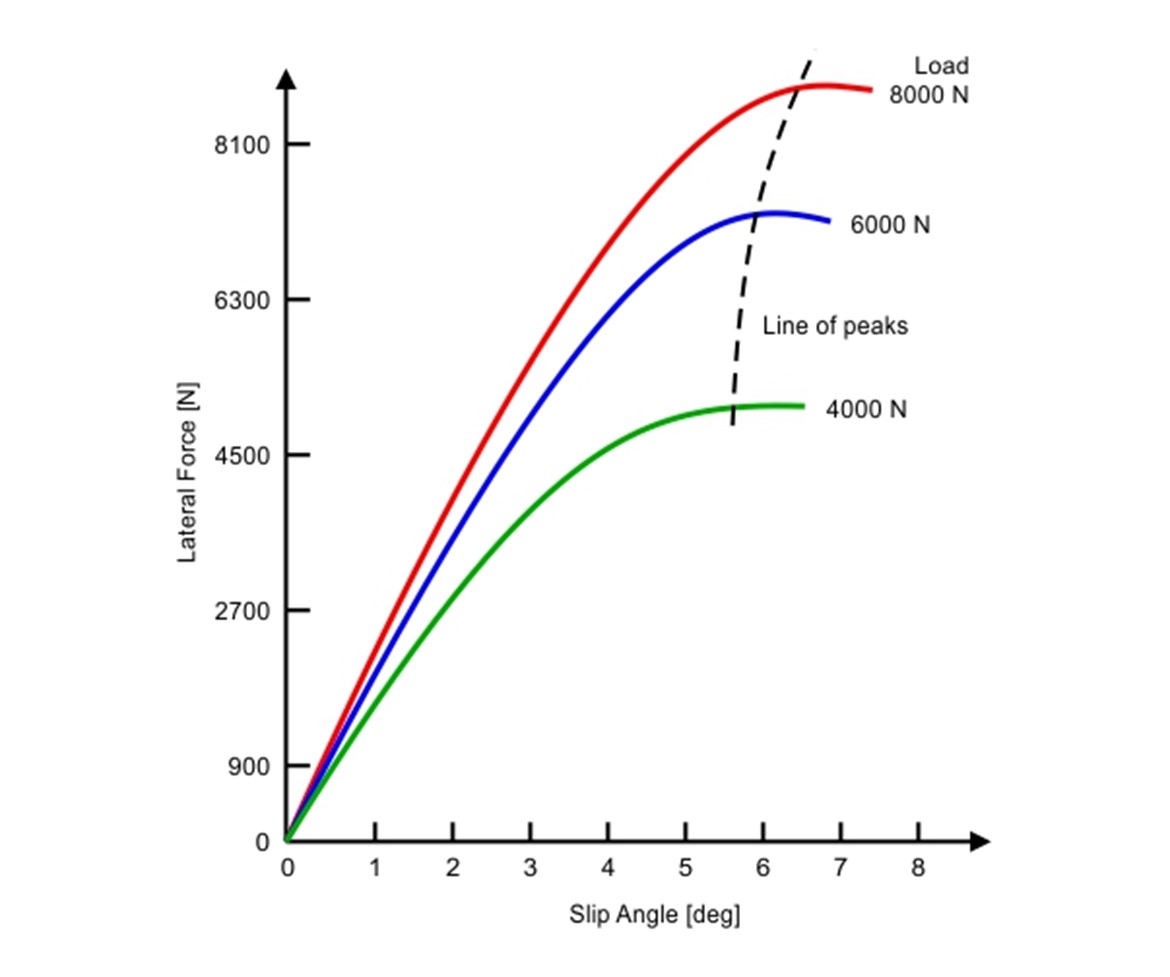 Load
8000 N
8100
6000 N
6300
Line of peaks
4000 N
4500
Lateral Force [N]
2700
900
0
0 1 2 3 4 5 6 7 8
Slip Angle [deg]